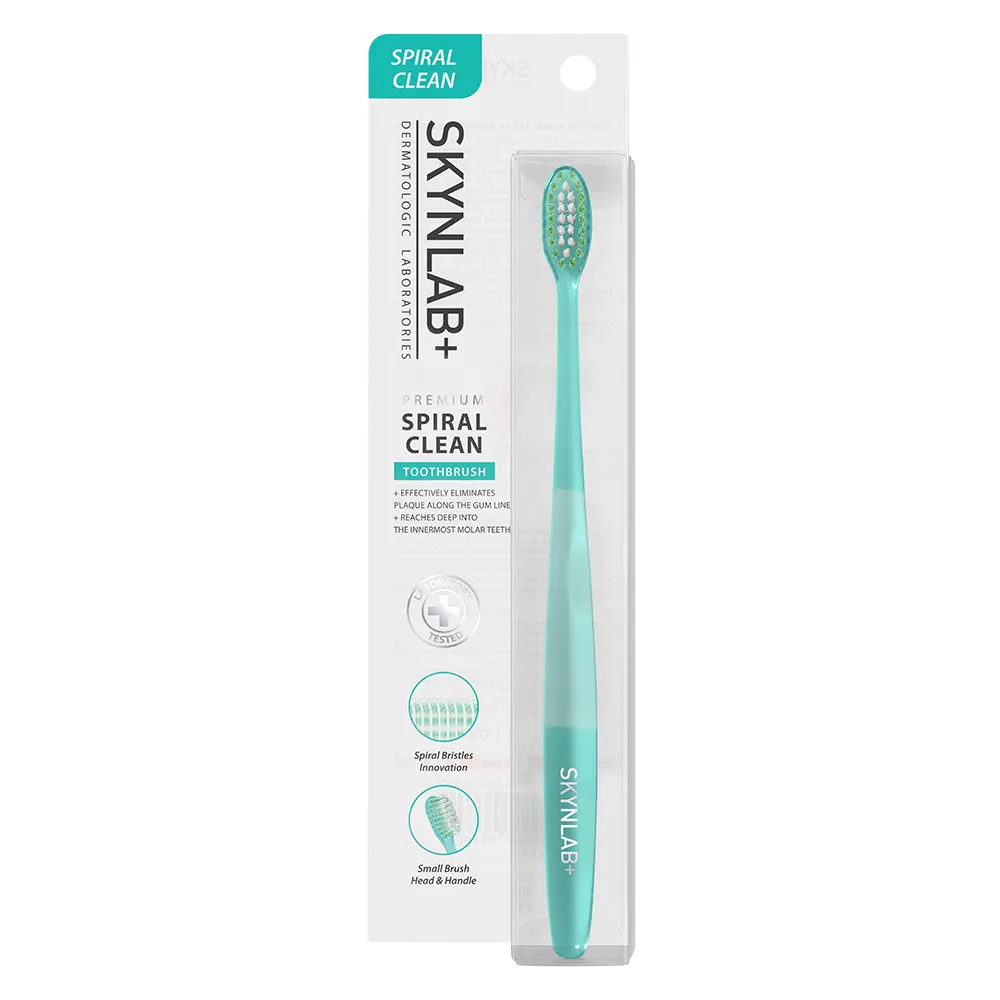 SPIRAL
CLEAN
SKYNLAB+
DERMATOLOGIC LABORATORIES
PREMIUM
SPIRAL
CLEAN
TOOTHBRUSH
+ EFFECTIVELY ELIMINATES
PLAQUE ALONG THE GUM LINE
+ REACHES DEEP INTO
THE INNERMOST MOLAR TEETH
LABORATORY
TESTED
Spiral Bristles
Innovation
Small Brush
Head & Handle
SKYNLAB+